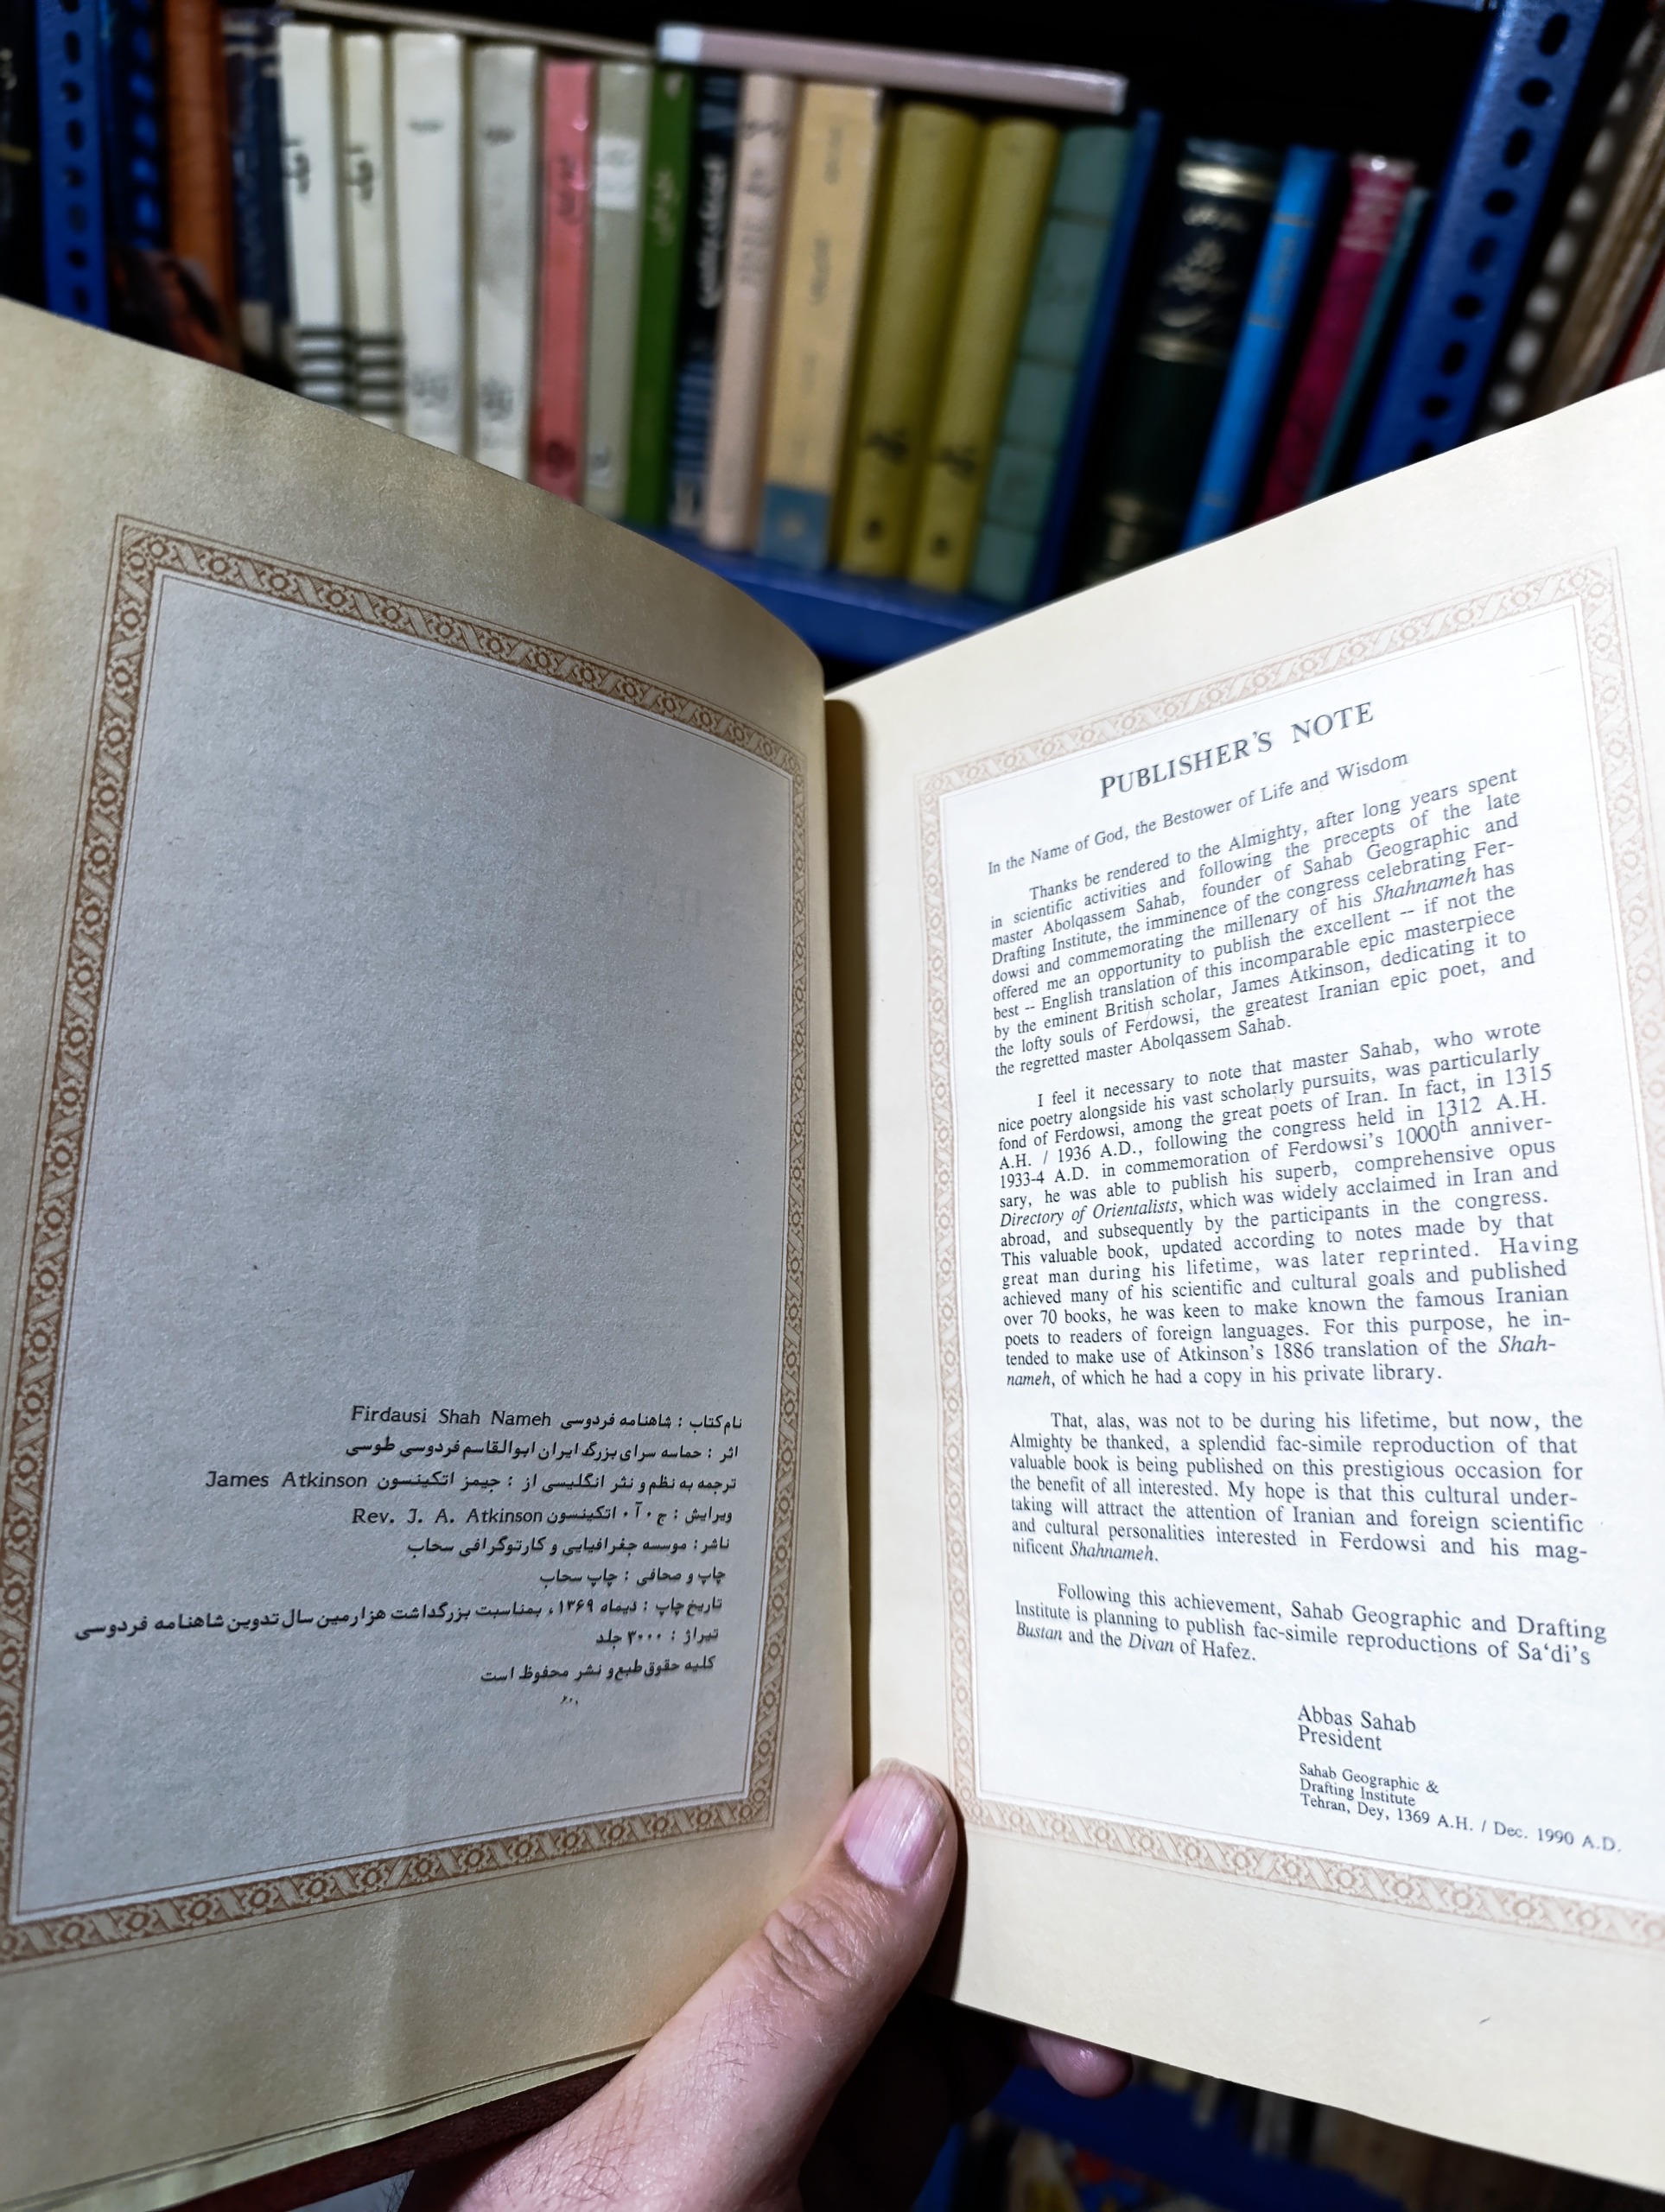 نام کتاب : شاهنامه فردوسی Firdausi Shah Nameh
اثر : حماسه سرای بزرگ ایران ابوالقاسم فردوسی طوسی
ترجمه به نظم و نثر انگلیسی از : جیمز اتکینسون James Atkinson
ویرایش : ج ۰ آ ۰ اتکینسون Rev. J. A. Atkinson
ناشر : موسسه جغرافیایی و کارتوگرافی سحاب
چاپ و صحافی : چاپ سحاب
تاریخ چاپ : دیماه ۱۳۶۹ ، بمناسبت بزرگداشت هزارمین سال تدوین شاهنامه فردوسی
تیراژ : ۳۰۰۰ جلد
کلیه حقوق طبع و نشر محفوظ است
PUBLISHER'S NOTE
In the Name of God, the Bestower of Life and Wisdom
Thanks be rendered to the Almighty, after long years spent
in scientific activities and following the precepts of the late
master Abolqassem Sahab, founder of Sahab Geographic and
Drafting Institute, the imminence of the congress celebrating Fer-
dowsi and commemorating the millenary of his Shahnameh has
offered me an opportunity to publish the excellent -- if not the
best -- English translation of this incomparable epic masterpiece
by the eminent British scholar, James Atkinson, dedicating it to
the lofty souls of Ferdowsi, the greatest Iranian epic poet, and
the regretted master Abolqassem Sahab.
I feel it necessary to note that master Sahab, who wrote
nice poetry alongside his vast scholarly pursuits, was particularly
fond of Ferdowsi, among the great poets of Iran. In fact, in 1315
A.H. / 1936 A.D., following the congress held in 1312 A.H.
1933-4 A.D. in commemoration of Ferdowsi's 1000th anniver-
sary, he was able to publish his superb, comprehensive opus
Directory of Orientalists, which was widely acclaimed in Iran and
abroad, and subsequently by the participants in the congress.
This valuable book, updated according to notes made by that
great man during his lifetime, was later reprinted. Having
achieved many of his scientific and cultural goals and published
over 70 books, he was keen to make known the famous Iranian
poets to readers of foreign languages. For this purpose, he in-
tended to make use of Atkinson's 1886 translation of the Shah-
nameh, of which he had a copy in his private library.
That, alas, was not to be during his lifetime, but now, the
Almighty be thanked, a splendid fac-simile reproduction of that
valuable book is being published on this prestigious occasion for
the benefit of all interested. My hope is that this cultural under-
taking will attract the attention of Iranian and foreign scientific
and cultural personalities interested in Ferdowsi and his mag-
nificent Shahnameh.
Following this achievement, Sahab Geographic and Drafting
Institute is planning to publish fac-simile reproductions of Sa‘di's
Bustan and the Divan of Hafez.
Abbas Sahab
President
Sahab Geographic &
Drafting Institute
Tehran, Dey, 1369 A.H. / Dec. 1990 A.D.